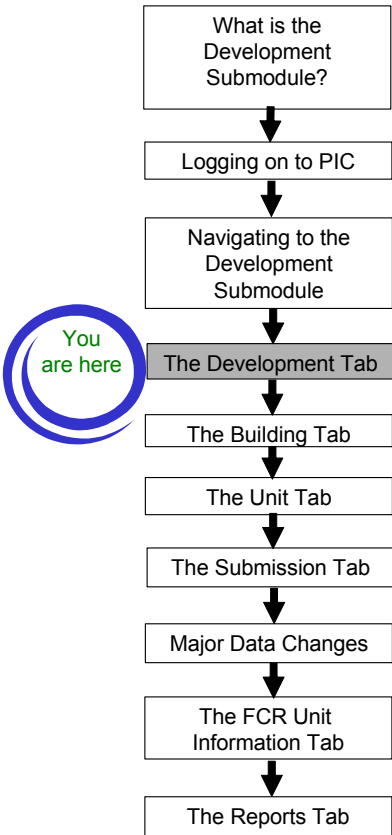 What is the
Development
Submodule?
Logging on to PIC
Navigating to the
Development
Submodule
You
are here
The Development Tab
The Building Tab
The Unit Tab
The Submission Tab
Major Data Changes
The FCR Unit
Information Tab
The Reports Tab